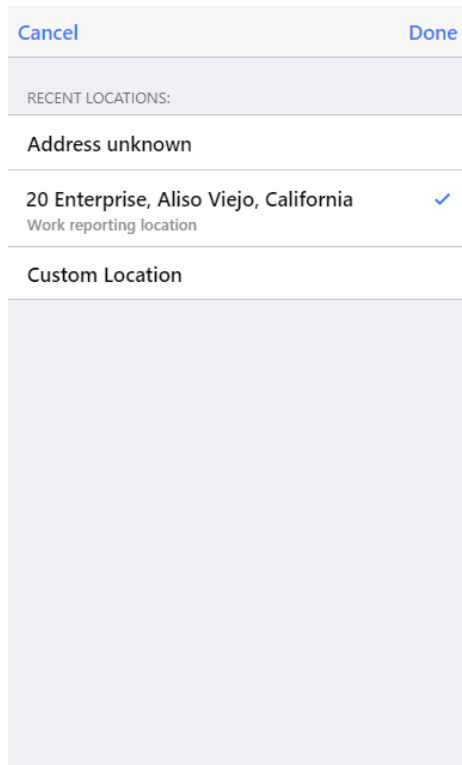 Cancel Done
RECENT LOCATIONS:
Address unknown
20 Enterprise, Aliso Viejo, California
Work reporting location
Custom Location